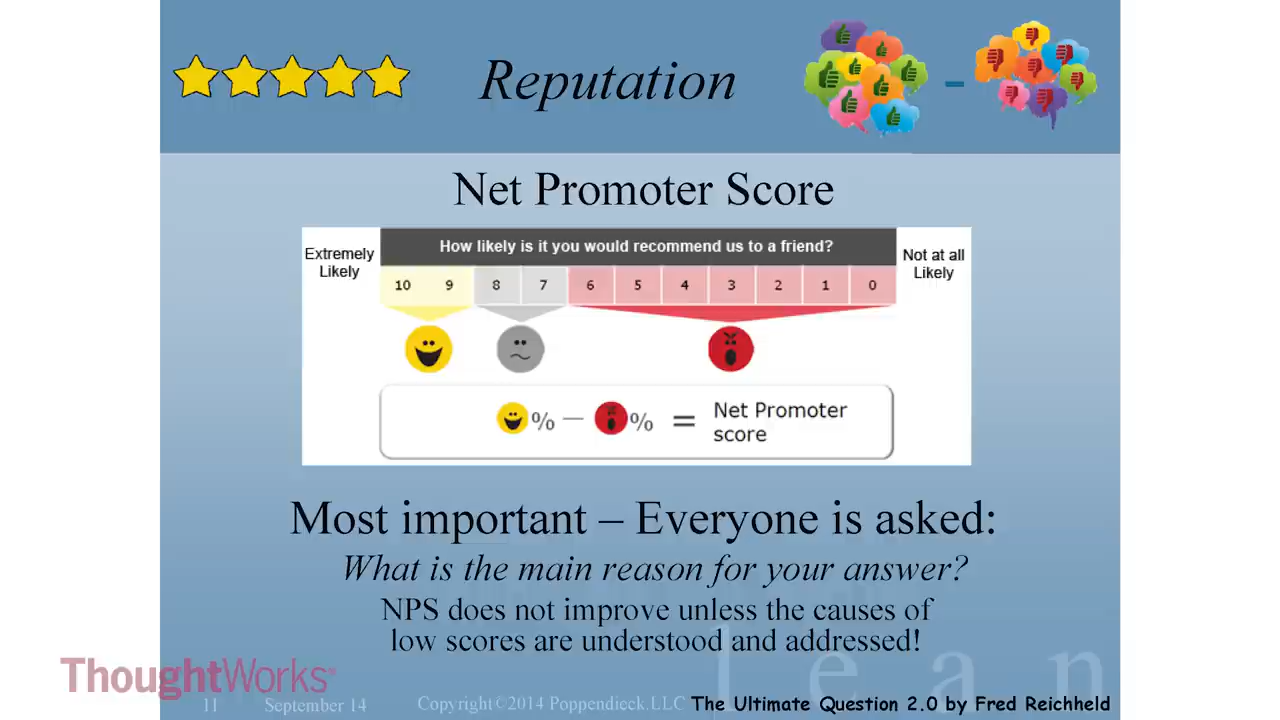 Reputation
Net Promoter Score
Extremely
Likely
How likely is it you would recommend us to a friend?
Not at all
Likely
10 9 8 7 6 5 4 3 2 1 0
% — % = Net Promoter
score
Most important – Everyone is asked:
What is the main reason for your answer?
NPS does not improve unless the causes of
low scores are understood and addressed!
lean
ThoughtWorks®
11 September 14 Copyright©2014 Poppendieck.LLC The Ultimate Question 2.0 by Fred Reichheld